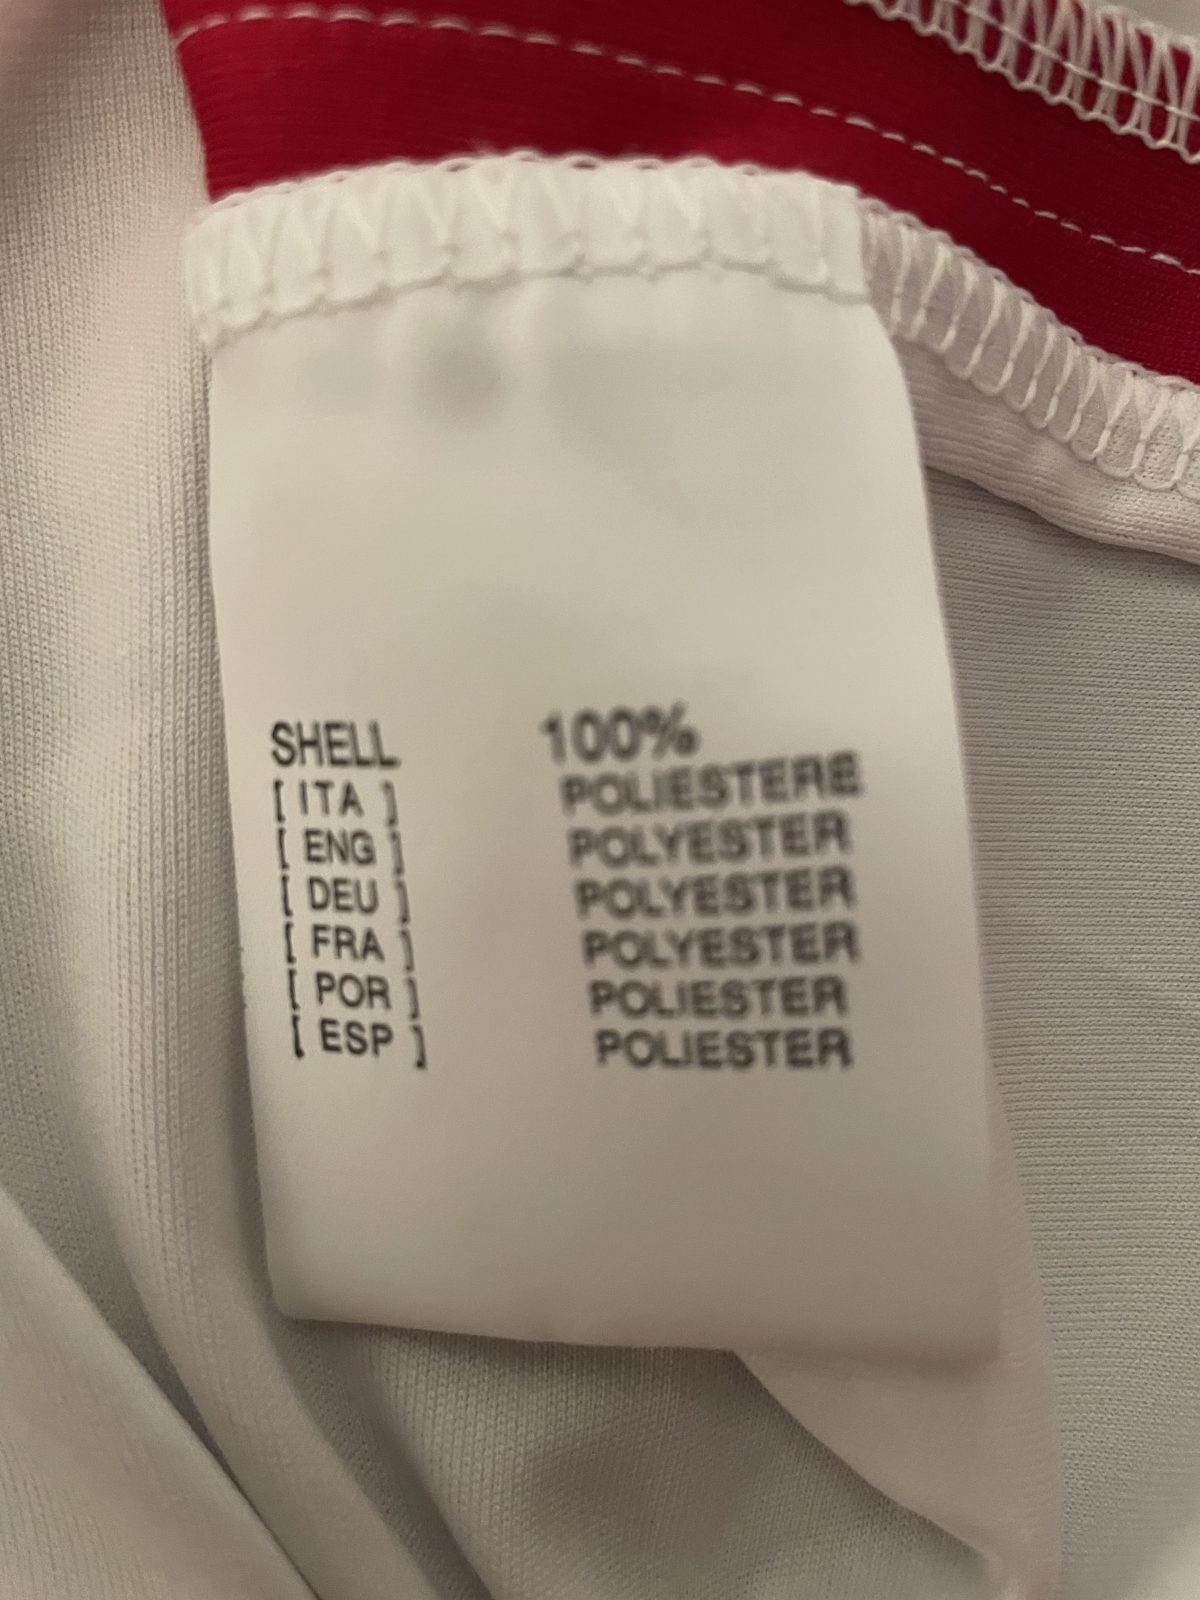 SHELL 100%
[ ITA ] POLIESTERE
[ ENG ] POLYESTER
[ DEU ] POLYESTER
[ FRA ] POLYESTER
[ POR ] POLIESTER
[ ESP ] POLIESTER